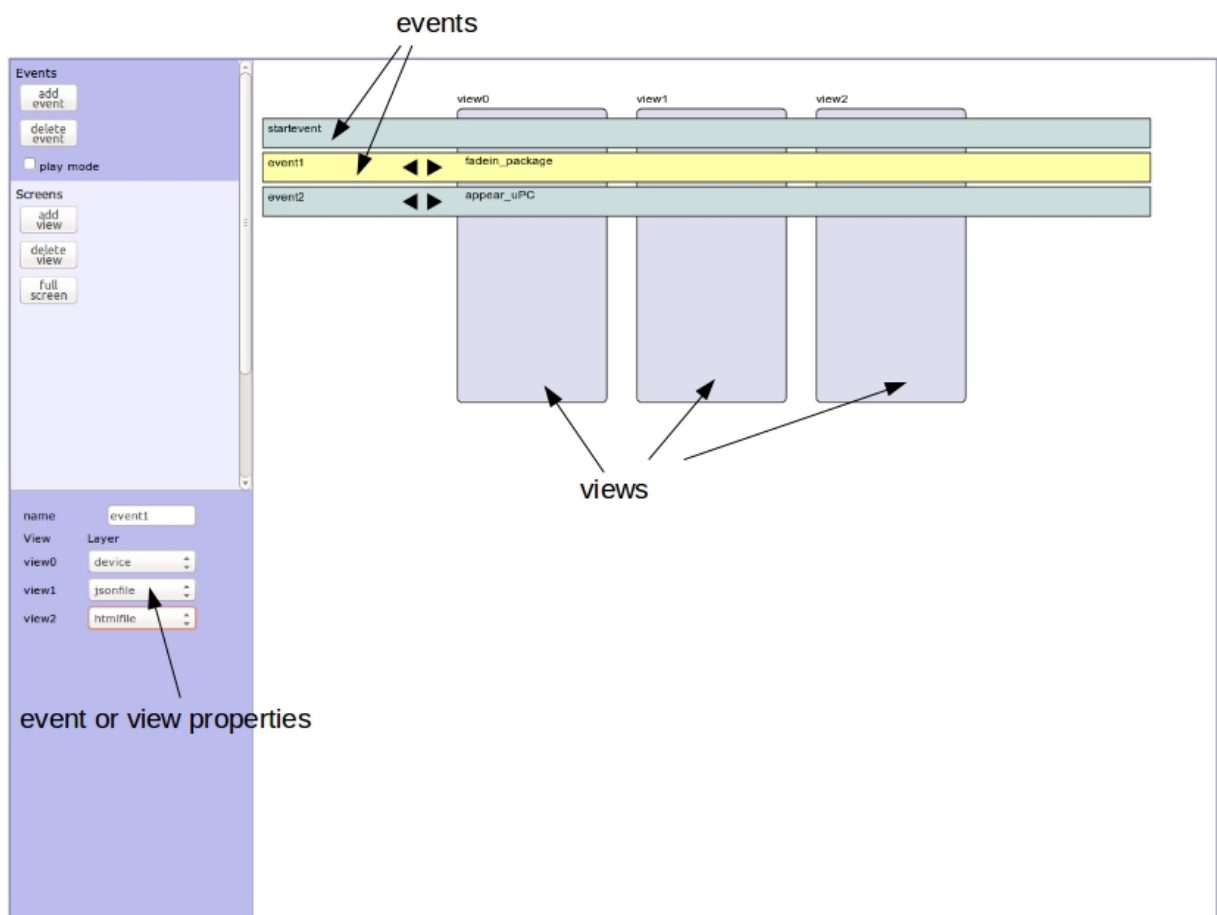 events
Events
add
event
delete
event
play mode
Screens
add
view
delete
view
full
screen
view0 view1 view2
startevent
event1 fadein_package
event2 appear_uPC
views
name event1
View Layer
view0 device
view1 jsonfile
view2 htmlfile
event or view properties